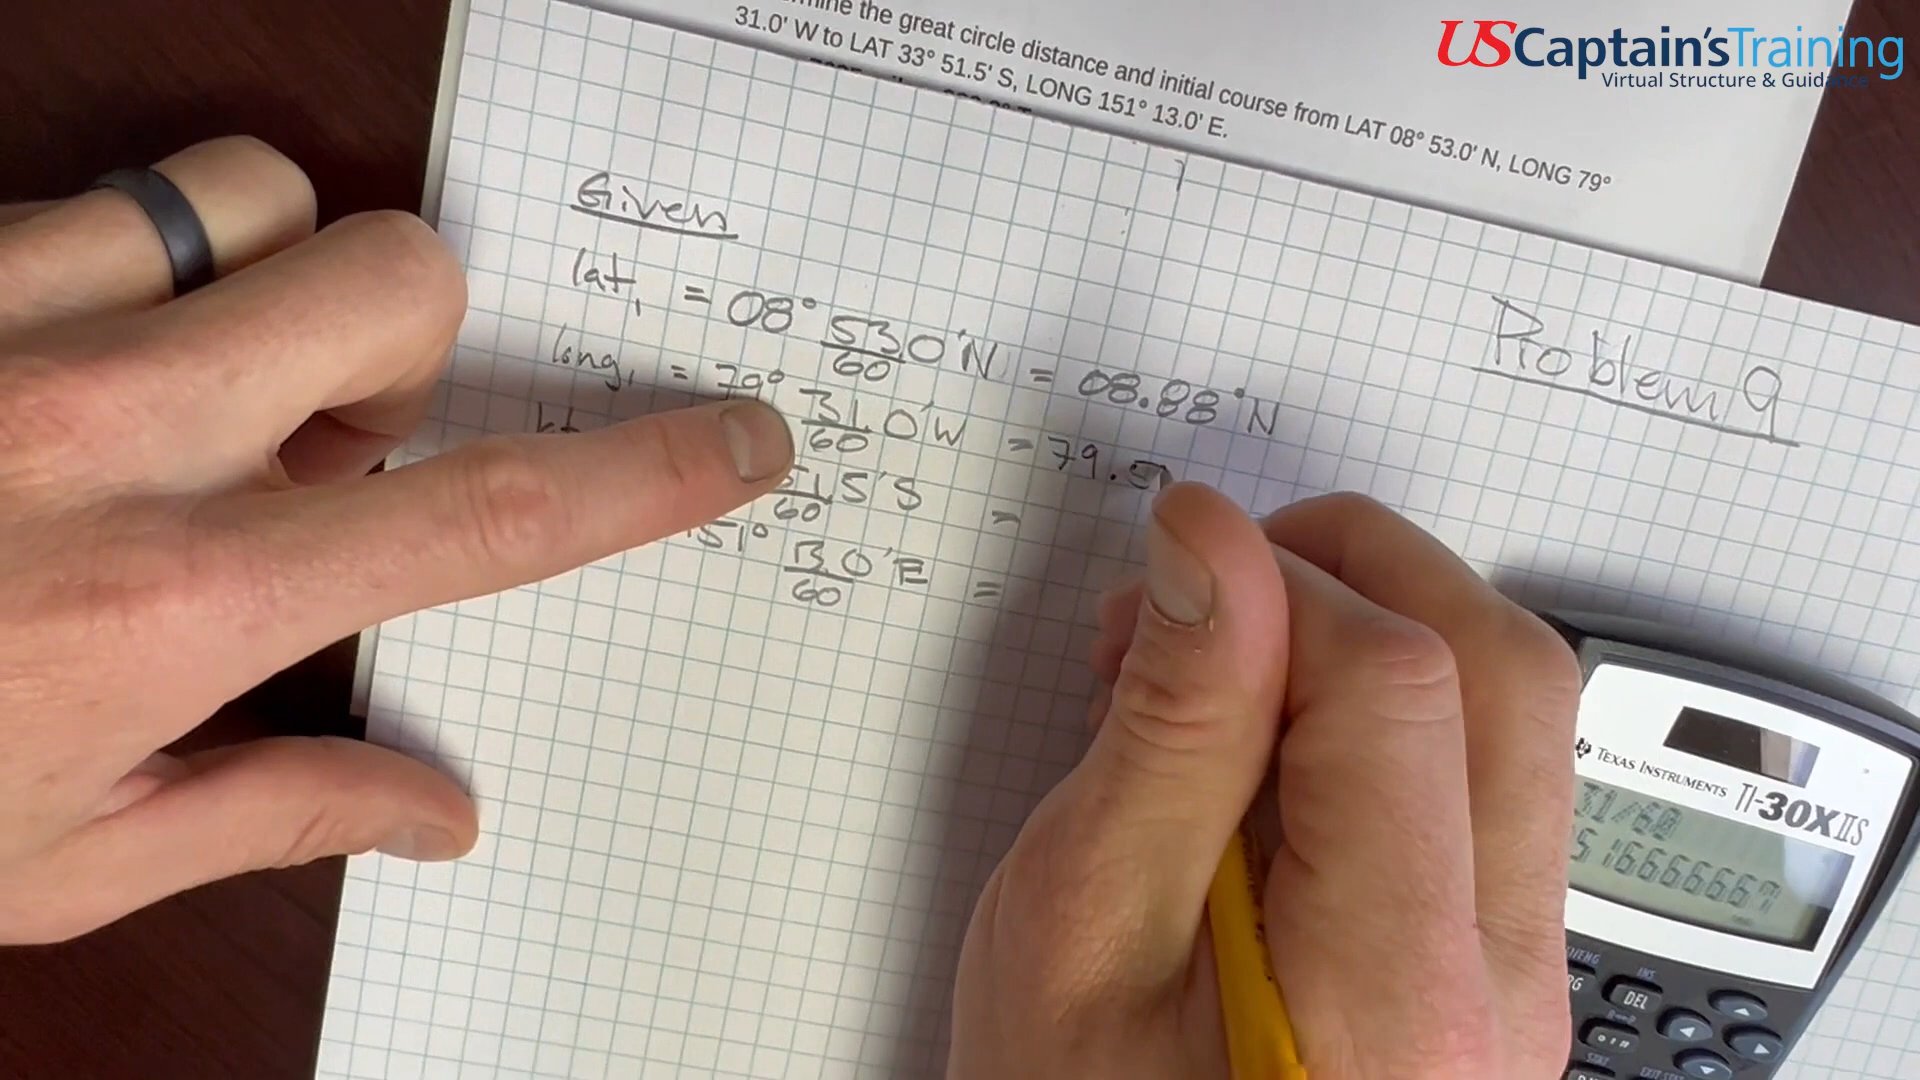 USCaptain'sTraining
Virtual Structure & Guidance
the great circle distance and initial course from LAT 08° 53.0' N, LONG 79°
31.0' W to LAT 33° 51.5' S, LONG 151° 13.0' E.
Problem 9
Given
lat₁ = 08° 53.0'N = 08.88°N
60
long₁ = 79° 31.0'W = 79.5
60
51.5'S =
60
151° 13.0'E =
60
TEXAS INSTRUMENTS TI-30XIIS
31/60
516666667
INS
DEL